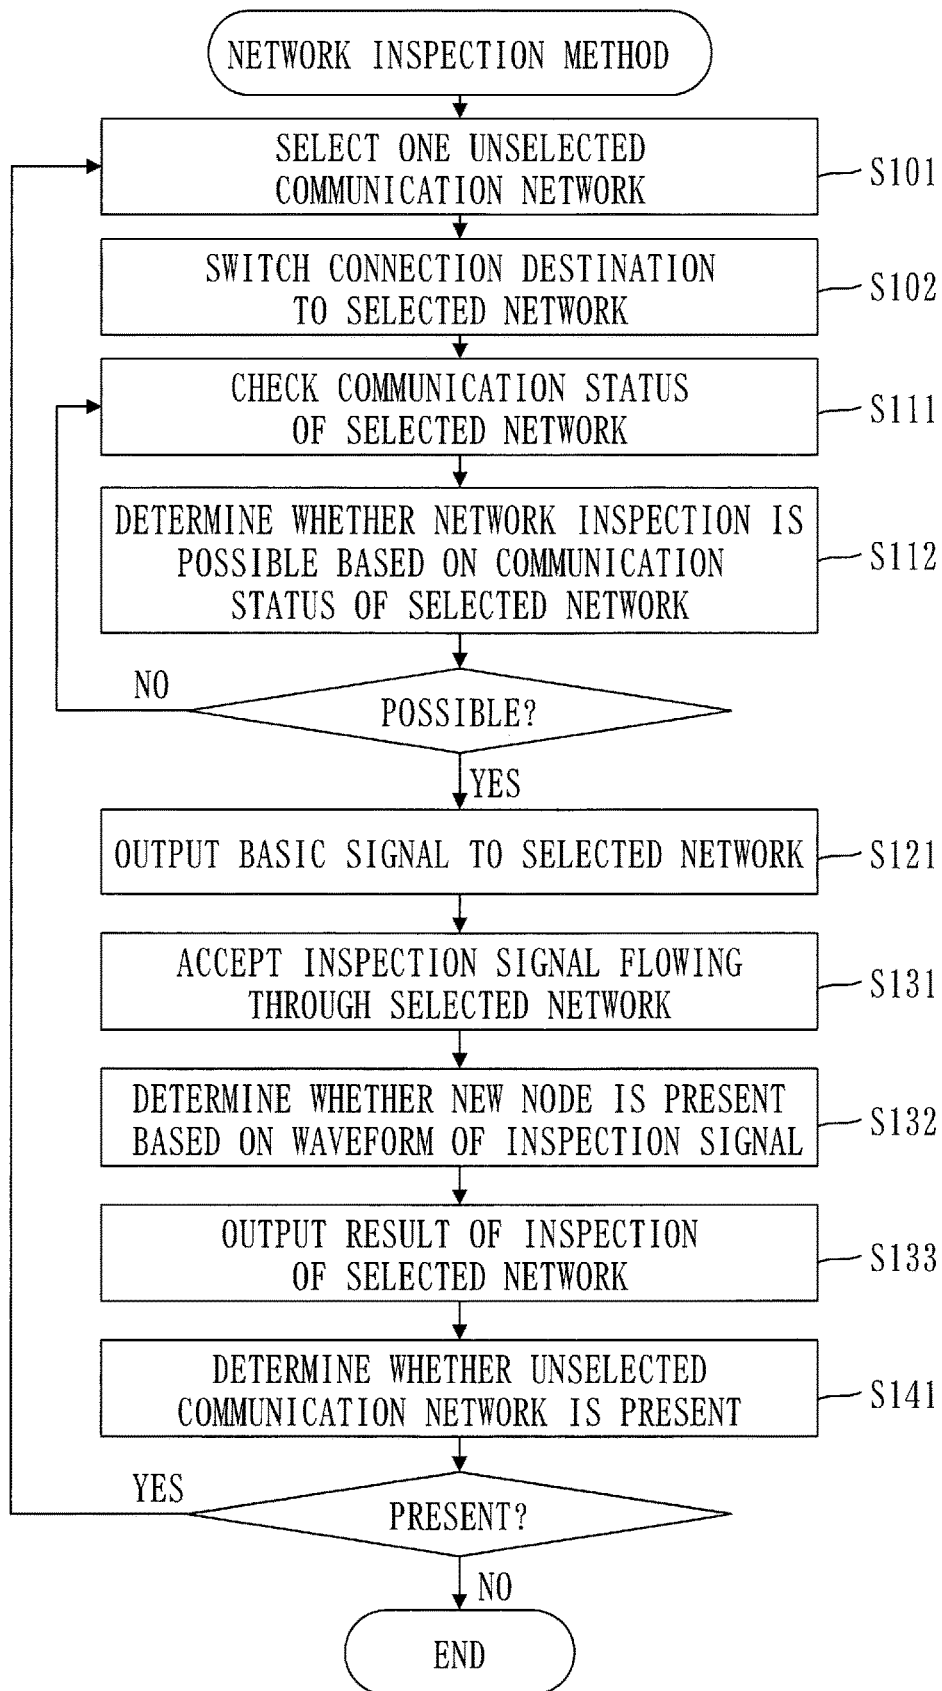 NETWORK INSPECTION METHOD
SELECT ONE UNSELECTED
COMMUNICATION NETWORK
S101
SWITCH CONNECTION DESTINATION
TO SELECTED NETWORK
S102
CHECK COMMUNICATION STATUS
OF SELECTED NETWORK
S111
DETERMINE WHETHER NETWORK INSPECTION IS
POSSIBLE BASED ON COMMUNICATION
STATUS OF SELECTED NETWORK
S112
NO
POSSIBLE?
YES
OUTPUT BASIC SIGNAL TO SELECTED NETWORK
S121
ACCEPT INSPECTION SIGNAL FLOWING
THROUGH SELECTED NETWORK
S131
DETERMINE WHETHER NEW NODE IS PRESENT
BASED ON WAVEFORM OF INSPECTION SIGNAL
S132
OUTPUT RESULT OF INSPECTION
OF SELECTED NETWORK
S133
DETERMINE WHETHER UNSELECTED
COMMUNICATION NETWORK IS PRESENT
S141
YES
PRESENT?
NO
END